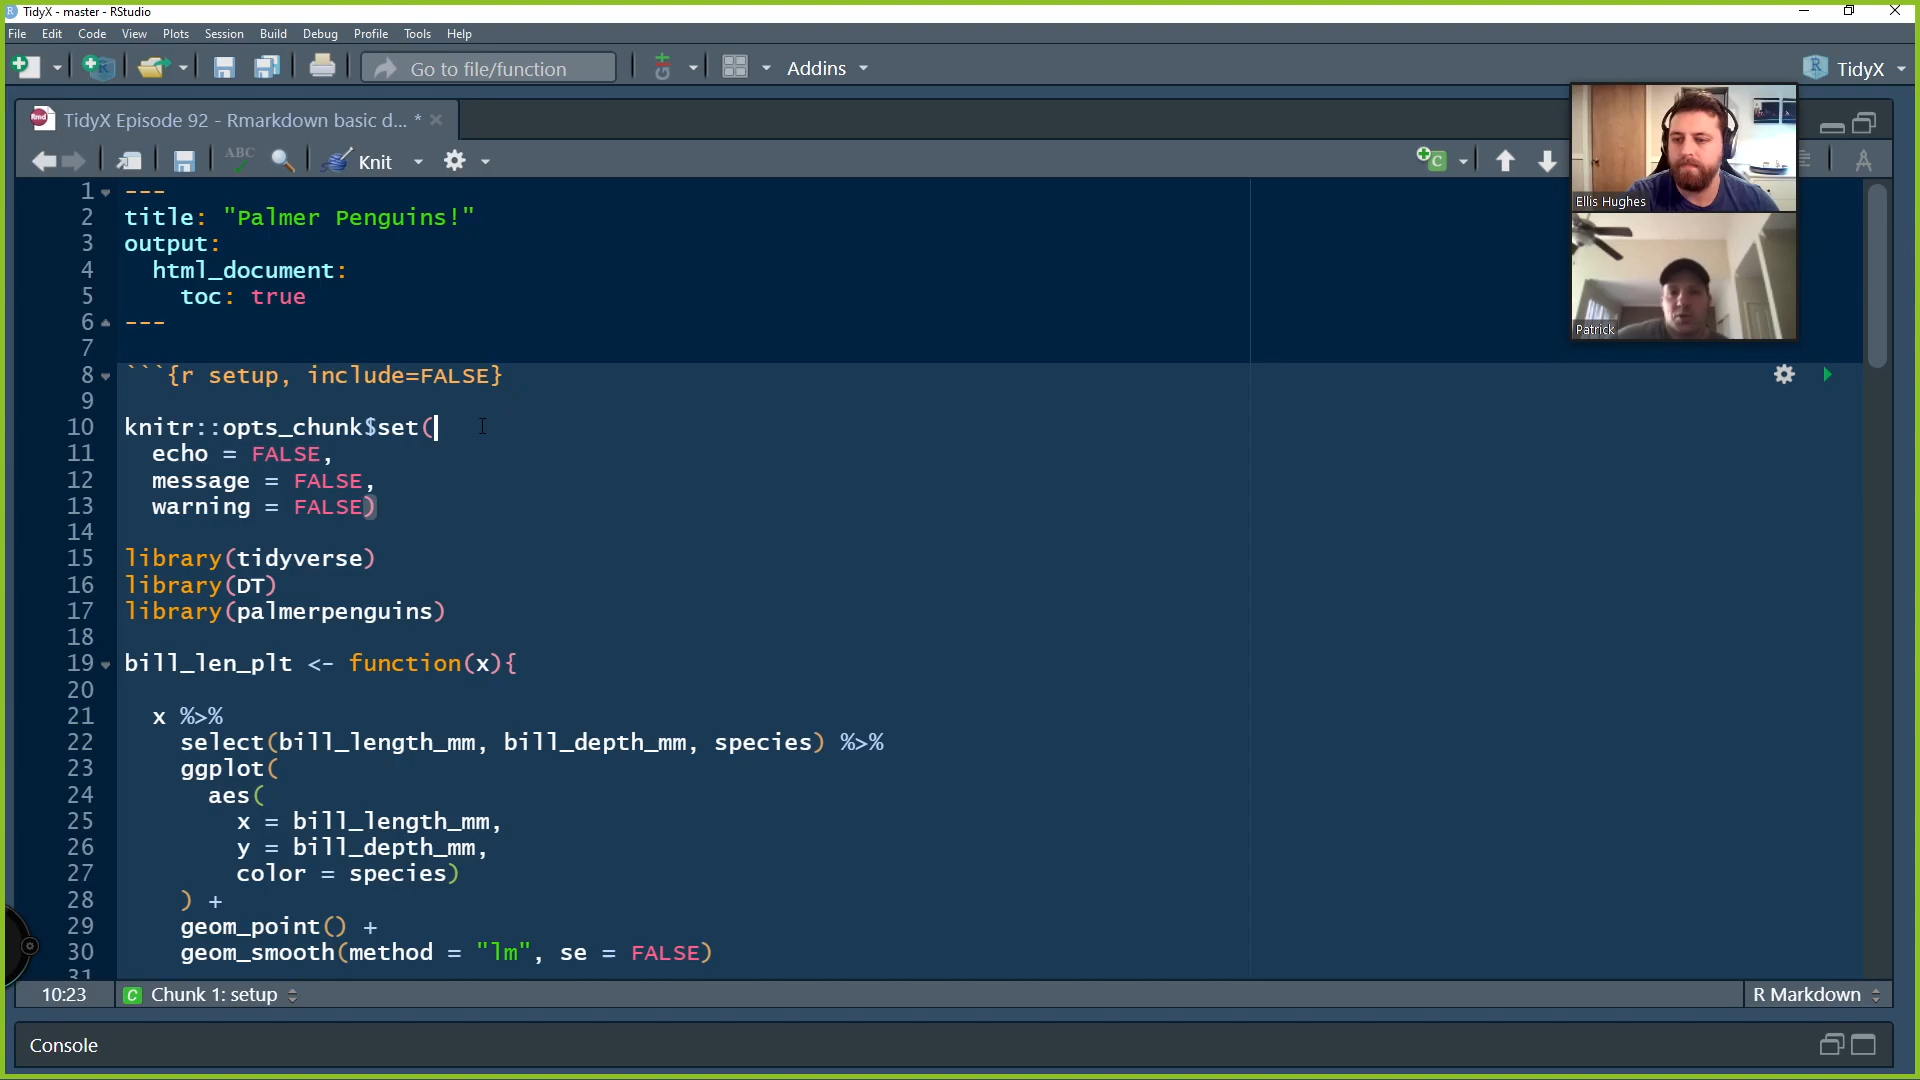 TidyX - master - RStudio
File Edit Code View Plots Session Build Debug Profile Tools Help
Go to file/function
Addins
TidyX
TidyX Episode 92 - Rmarkdown basic d... *
ABC
Knit
Ellis Hughes
Patrick
1 ---
2 title: "Palmer Penguins!"
3 output:
4 html_document:
5 toc: true
6 ---
7
8 ```{r setup, include=FALSE}
9
10 knitr::opts_chunk$set(
11 echo = FALSE,
12 message = FALSE,
13 warning = FALSE)
14
15 library(tidyverse)
16 library(DT)
17 library(palmerpenguins)
18
19 bill_len_plt <- function(x){
20
21 x %>%
22 select(bill_length_mm, bill_depth_mm, species) %>%
23 ggplot(
24 aes(
25 x = bill_length_mm,
26 y = bill_depth_mm,
27 color = species)
28 ) +
29 geom_point() +
30 geom_smooth(method = "lm", se = FALSE)
31
10:23 C Chunk 1: setup R Markdown
Console